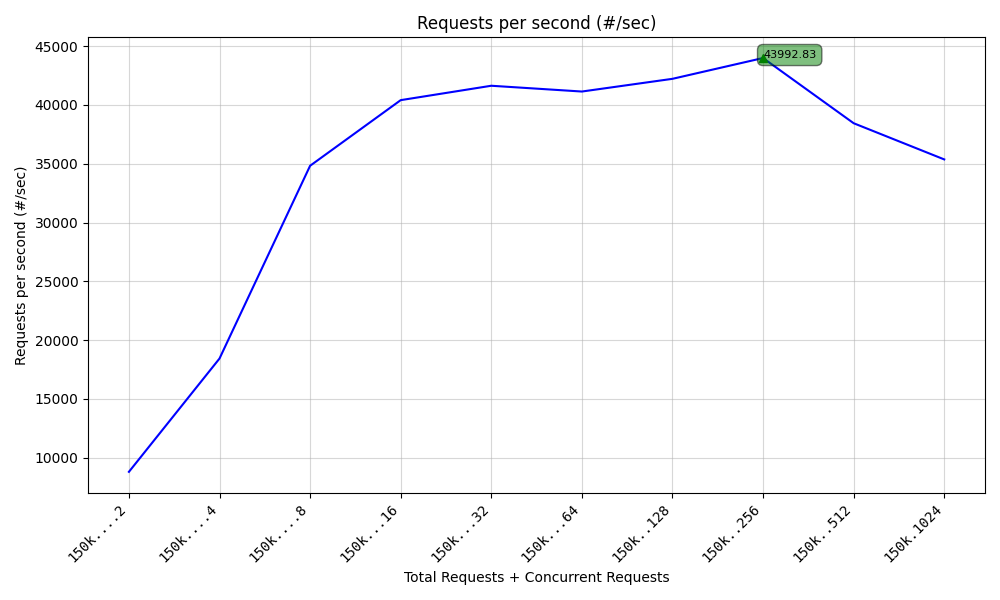 Requests per second (#/sec)
45000
43992.83
40000
35000
30000
25000
20000
15000
10000
Requests per second (#/sec)
150k....2
150k....4
150k....8
150k...16
150k...32
150k...64
150k..128
150k..256
150k..512
150k.1024
Total Requests + Concurrent Requests